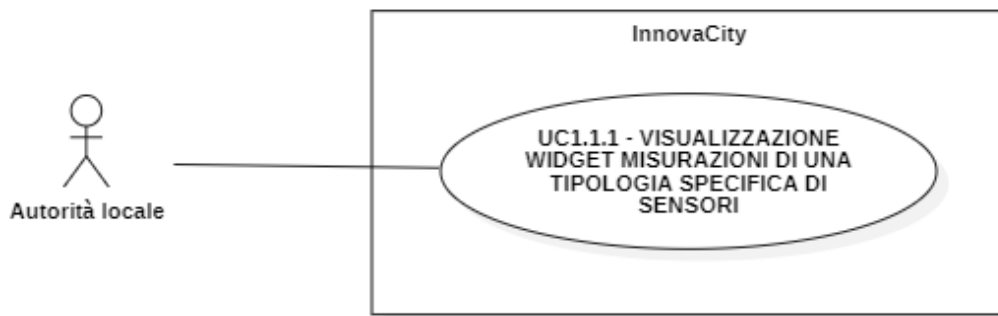 InnovaCity
UC1.1.1 - VISUALIZZAZIONE
WIDGET MISURAZIONI DI UNA
TIPOLOGIA SPECIFICA DI
SENSORI
Autorità locale